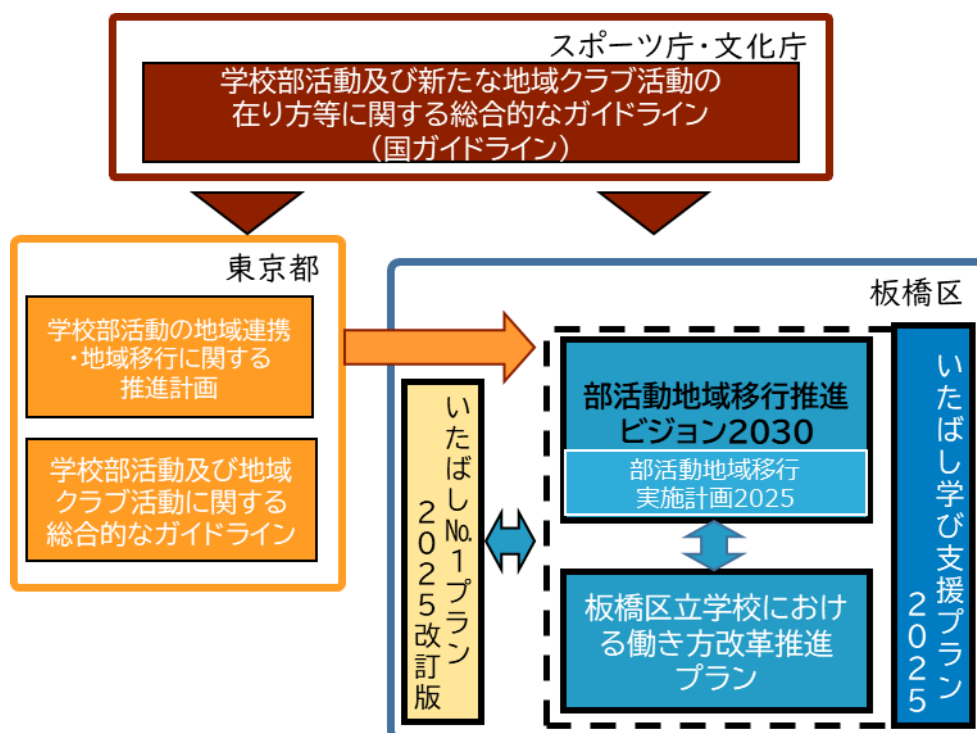 スポーツ庁・文化庁
学校部活動及び新たな地域クラブ活動の
在り方等に関する総合的なガイドライン
（国ガイドライン）
東京都
学校部活動の地域連携
・地域移行に関する
推進計画
学校部活動及び地域
クラブ活動に関する
総合的なガイドライン
板橋区
いたばし№1プラン
2025改訂版
部活動地域移行推進
ビジョン2030
部活動地域移行
実施計画2025
板橋区立学校におけ
る働き方改革推進
プラン
いたばし学び支援プラン
2025